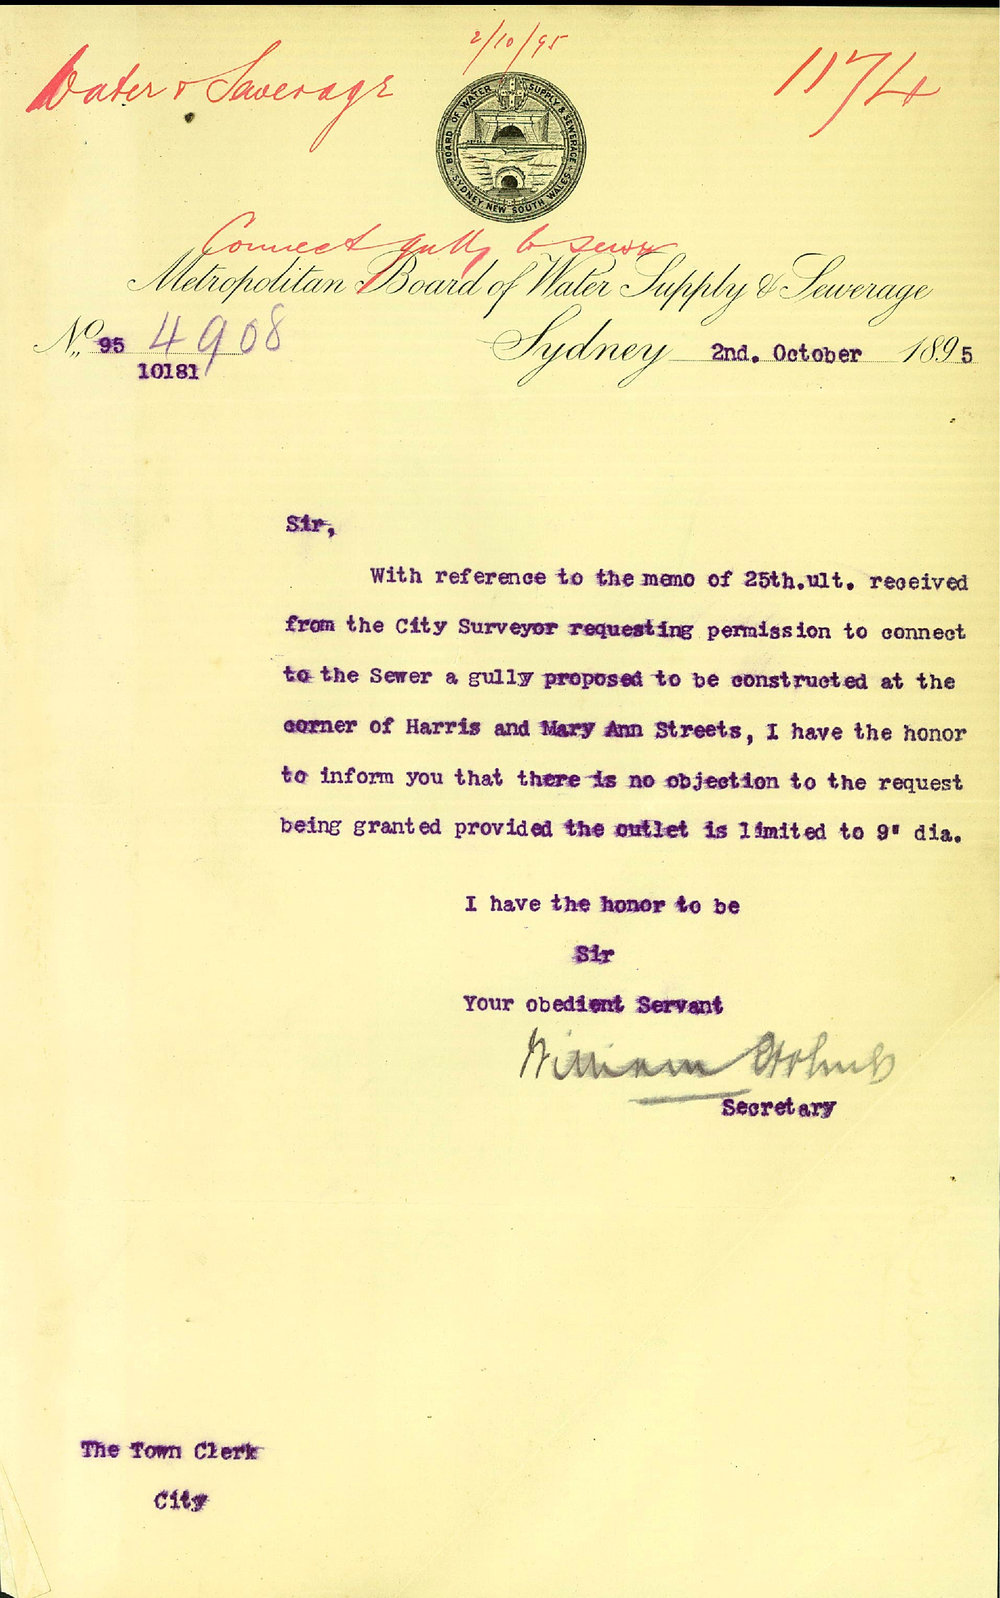 2/10/95
Water & Sewerage
1174
BOARD OF WATER SUPPLY & SEWERAGE
SYDNEY NEW SOUTH WALES
Connect gully to sewer
Metropolitan Board of Water Supply & Sewerage
No. 95 4908
10181
Sydney 2nd. October 1895
Sir,
With reference to the memo of 25th.ult. received
from the City Surveyor requesting permission to connect
to the Sewer a gully proposed to be constructed at the
corner of Harris and Mary Ann Streets, I have the honor
to inform you that there is no objection to the request
being granted provided the outlet is limited to 9" dia.
I have the honor to be
Sir
Your obedient Servant
William
Secretary
The Town Clerk
City